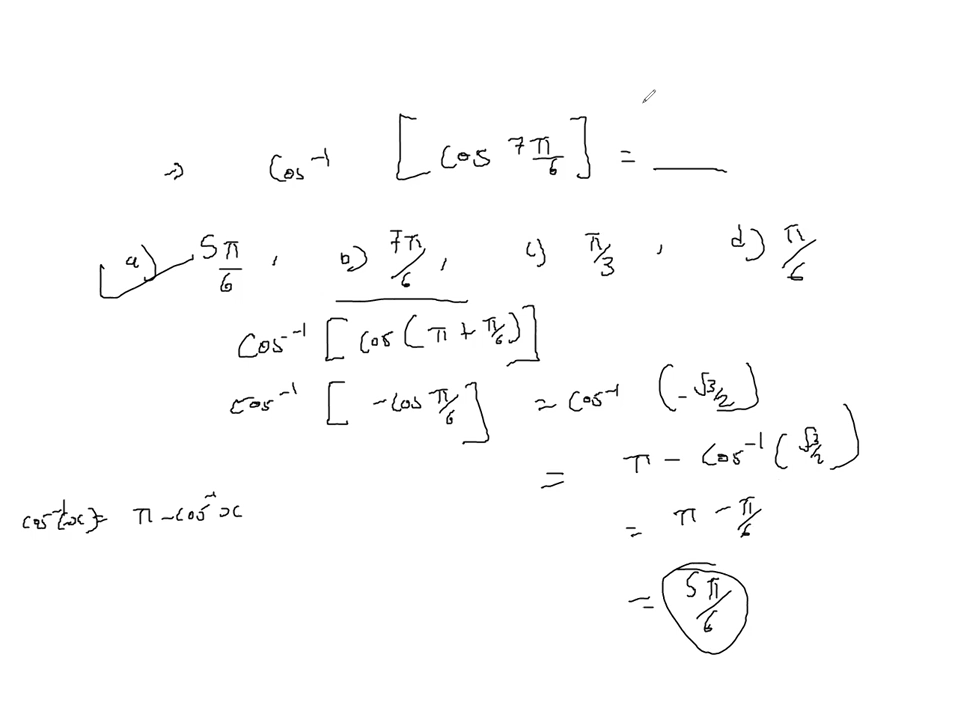 ⇒ cos⁻¹ [cos 7π/6] = ____
a) 5π/6 , b) 7π/6 , c) π/3 , d) π/6
cos⁻¹ [cos (π + π/6)]
cos⁻¹ [-cos π/6] = cos⁻¹ (-√3/2)
= π - cos⁻¹ (√3/2)
cos⁻¹(-x) = π - cos⁻¹ x
= π - π/6
= 5π/6